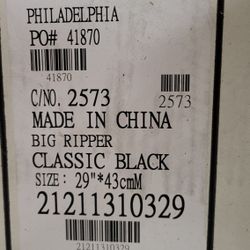 PHILADELPHIA
PO# 41870
41870
C/NO. 2573 2573
MADE IN CHINA
BIG RIPPER
CLASSIC BLACK
SIZE: 29"*43cmM
21211310329
21211310329